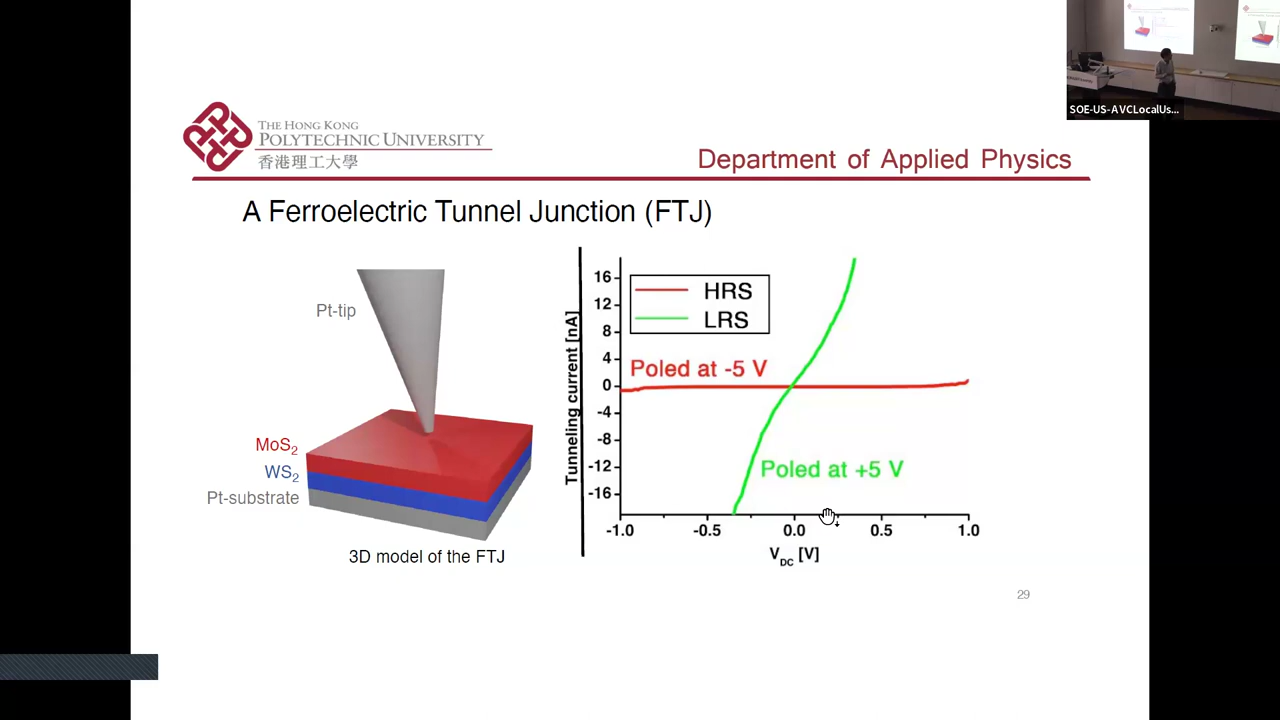 SOE-US-AVCLocalUs...
THE HONG KONG
POLYTECHNIC UNIVERSITY
香港理工大學
Department of Applied Physics
A Ferroelectric Tunnel Junction (FTJ)
Pt-tip
MoS2
WS2
Pt-substrate
3D model of the FTJ
Tunneling current [nA]
16
12
8
4
0
-4
-8
-12
-16
HRS
LRS
Poled at -5 V
Poled at +5 V
-1.0 -0.5 0.0 0.5 1.0
VDC [V]
29